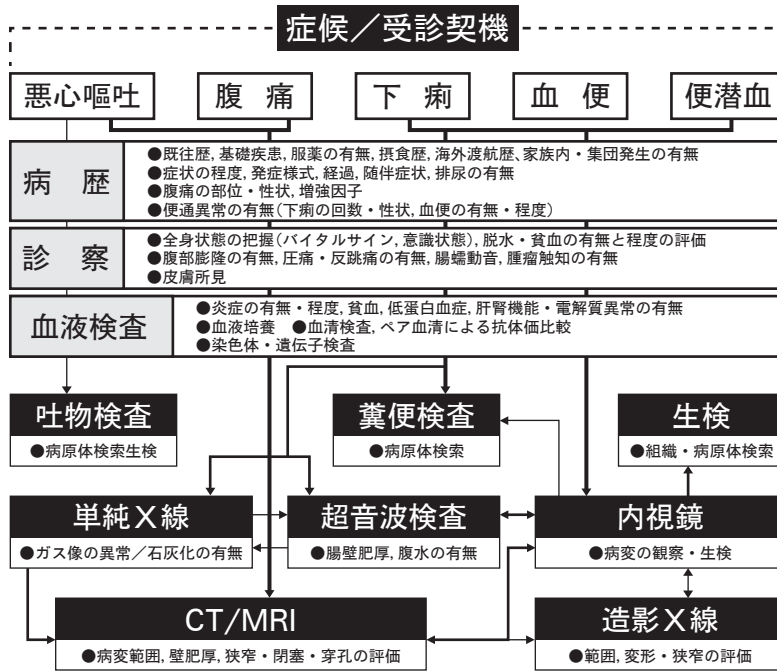 症候／受診契機
悪心嘔吐
腹痛
下痢
血便
便潜血
病歴
●既往歴, 基礎疾患, 服薬の有無, 摂食歴, 海外渡航歴、家族内・集団発生の有無
●症状の程度, 発症様式, 経過, 随伴症状, 排尿の有無
●腹痛の部位・性状, 増強因子
●便通異常の有無（下痢の回数・性状, 血便の有無・程度）
診察
●全身状態の把握（バイタルサイン, 意識状態）, 脱水・貧血の有無と程度の評価
●腹部膨隆の有無, 圧痛・反跳痛の有無, 腸蠕動音, 腫瘤触知の有無
●皮膚所見
血液検査
●炎症の有無・程度, 貧血, 低蛋白血症, 肝腎機能・電解質異常の有無
●血液培養　●血清検査, ペア血清による抗体価比較
●染色体・遺伝子検査
吐物検査
●病原体検索生検
糞便検査
●病原体検索
生検
●組織・病原体検索
単純X線
●ガス像の異常／石灰化の有無
超音波検査
●腸壁肥厚, 腹水の有無
内視鏡
●病変の観察・生検
CT/MRI
●病変範囲, 壁肥厚, 狭窄・閉塞・穿孔の評価
造影X線
●範囲, 変形・狭窄の評価